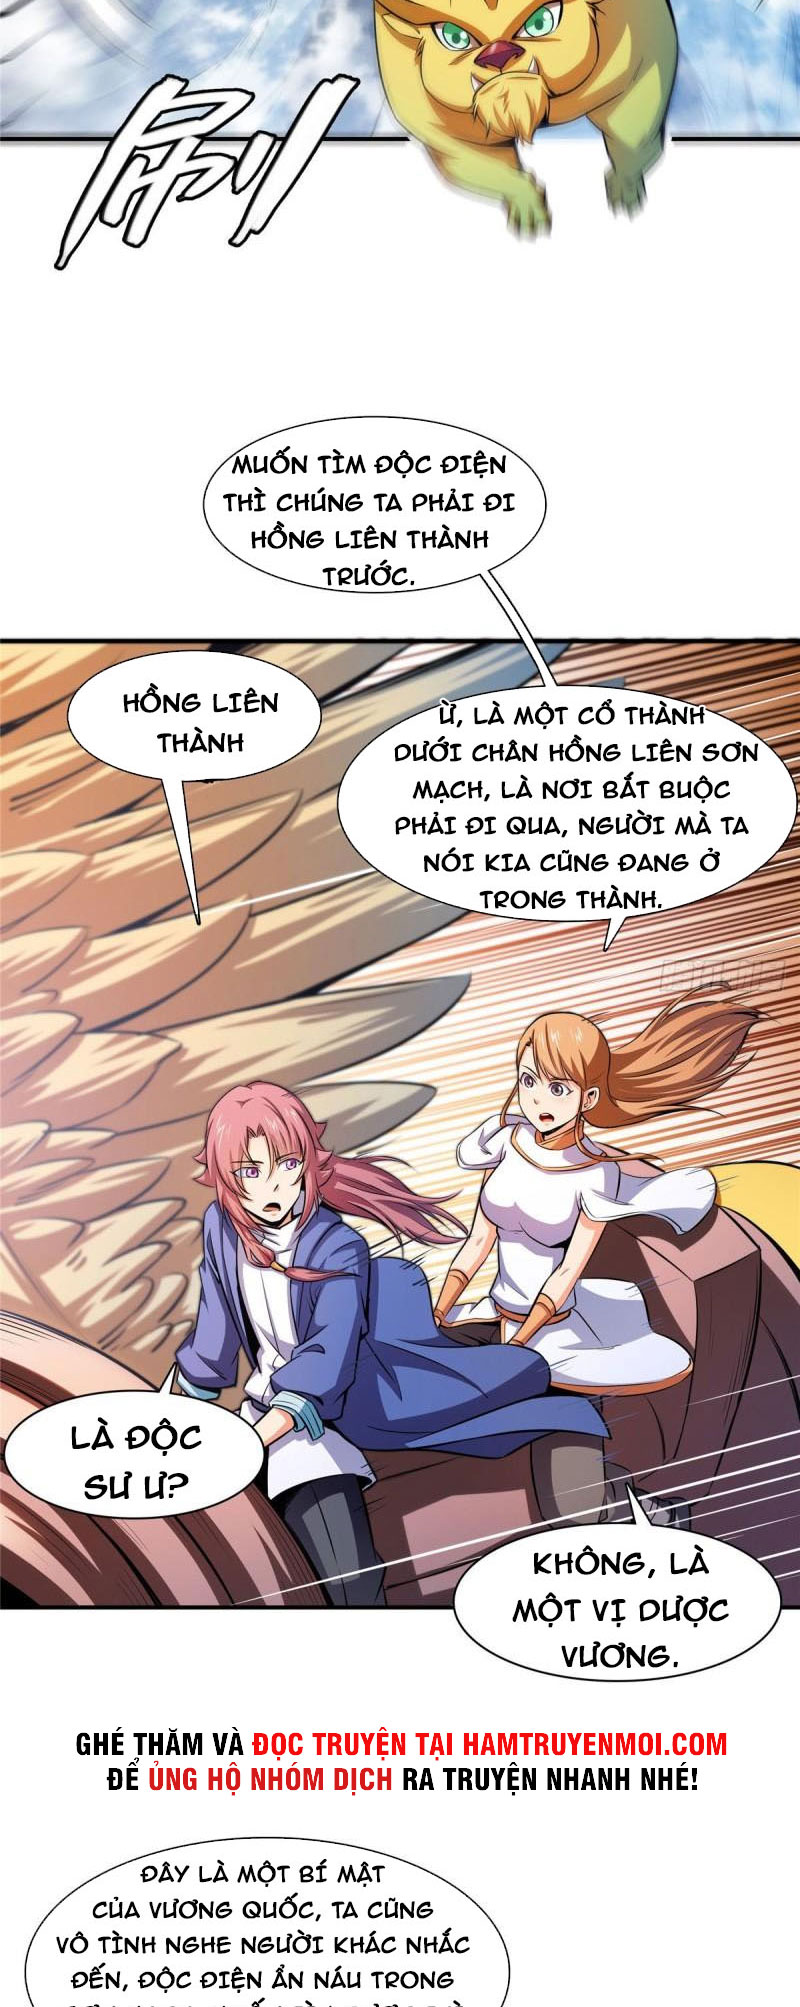 刷
MUỐN TÌM ĐỘC ĐIỆN
THÌ CHÚNG TA PHẢI ĐI
HỒNG LIÊN THÀNH
TRƯỚC.
HỒNG LIÊN
THÀNH
Ừ, LÀ MỘT CỔ THÀNH
DƯỚI CHÂN HỒNG LIÊN SƠN
MẠCH, LÀ NƠI BẮT BUỘC
PHẢI ĐI QUA, NGƯỜI MÀ TA
NÓI KIA CŨNG ĐANG Ở
TRONG THÀNH.
LÀ ĐỘC
SƯ Ư?
KHÔNG, LÀ
MỘT VỊ DƯỢC
VƯƠNG.
GHÉ THĂM VÀ ĐỌC TRUYỆN TẠI HAMTRUYENMOI.COM
ĐỂ ỦNG HỘ NHÓM DỊCH RA TRUYỆN NHANH NHÉ!
ĐÂY LÀ MỘT BÍ MẬT
CỦA VƯƠNG QUỐC, TA CŨNG
VÔ TÌNH NGHE NGƯỜI KHÁC NHẮC
ĐẾN, ĐỘC ĐIỆN ẨN NÁU TRONG